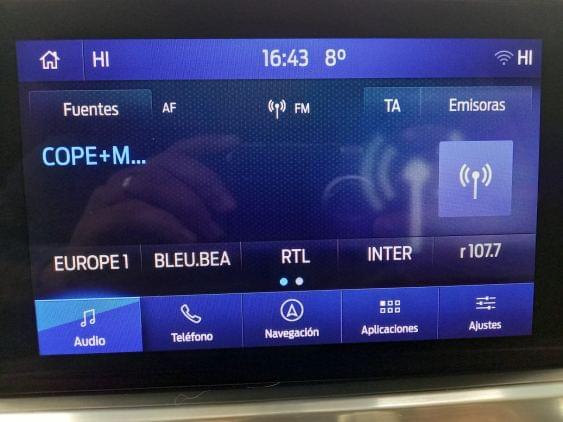 HI 16:43 8º HI
Fuentes AF FM TA Emisoras
COPE+M...
EUROPE 1 BLEU.BEA RTL INTER r 107.7
Audio Teléfono Navegación Aplicaciones Ajustes